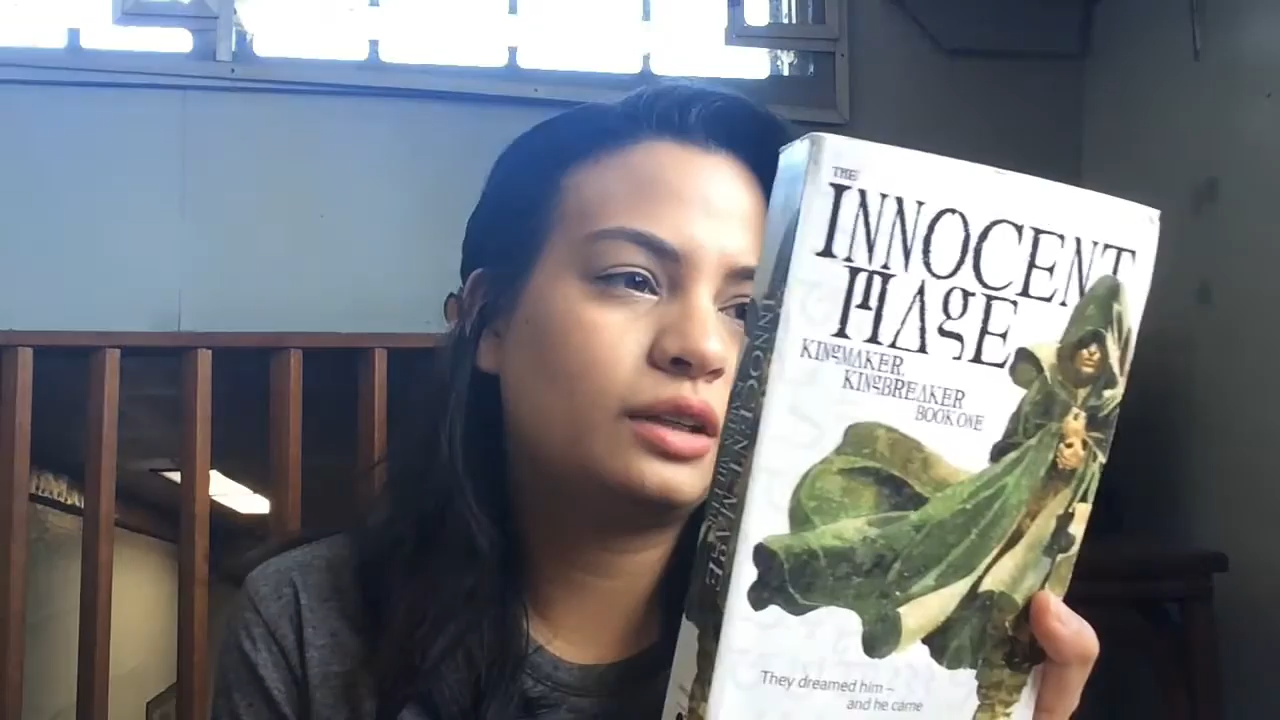 THE
INNOCENT
MAGE
KINGMAKER,
KINGBREAKER
BOOK ONE
They dreamed him –
and he came
INNOCENT MAGE